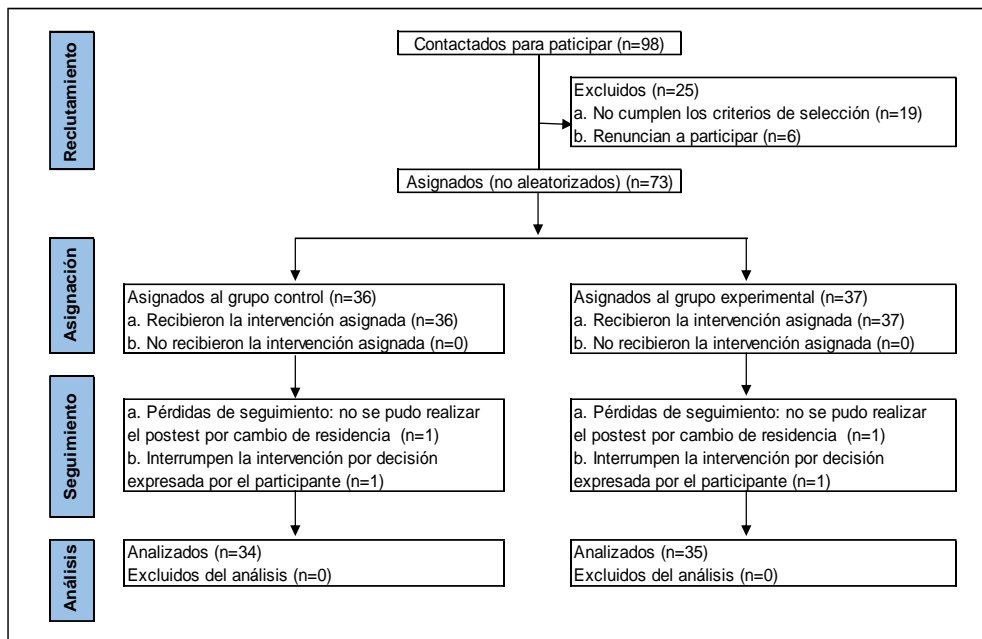 Reclutamiento
Contactados para paticipar (n=98)
Excluidos (n=25)
a. No cumplen los criterios de selección (n=19)
b. Renuncian a participar (n=6)
Asignados (no aleatorizados) (n=73)
Asignación
Asignados al grupo control (n=36)
a. Recibieron la intervención asignada (n=36)
b. No recibieron la intervención asignada (n=0)
Asignados al grupo experimental (n=37)
a. Recibieron la intervención asignada (n=37)
b. No recibieron la intervención asignada (n=0)
Seguimiento
a. Pérdidas de seguimiento: no se pudo realizar
el postest por cambio de residencia (n=1)
b. Interrumpen la intervención por decisión
expresada por el participante (n=1)
a. Pérdidas de seguimiento: no se pudo realizar
el postest por cambio de residencia (n=1)
b. Interrumpen la intervención por decisión
expresada por el participante (n=1)
Análisis
Analizados (n=34)
Excluidos del análisis (n=0)
Analizados (n=35)
Excluidos del análisis (n=0)